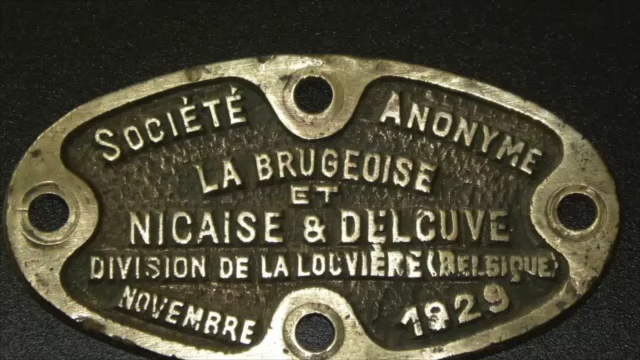 SOCIÉTÉ ANONYME
LA BRUGEOISE
ET
NICAISE & DELCUVE
DIVISION DE LA LOUVIÈRE (BELGIQUE)
NOVEMBRE 1929